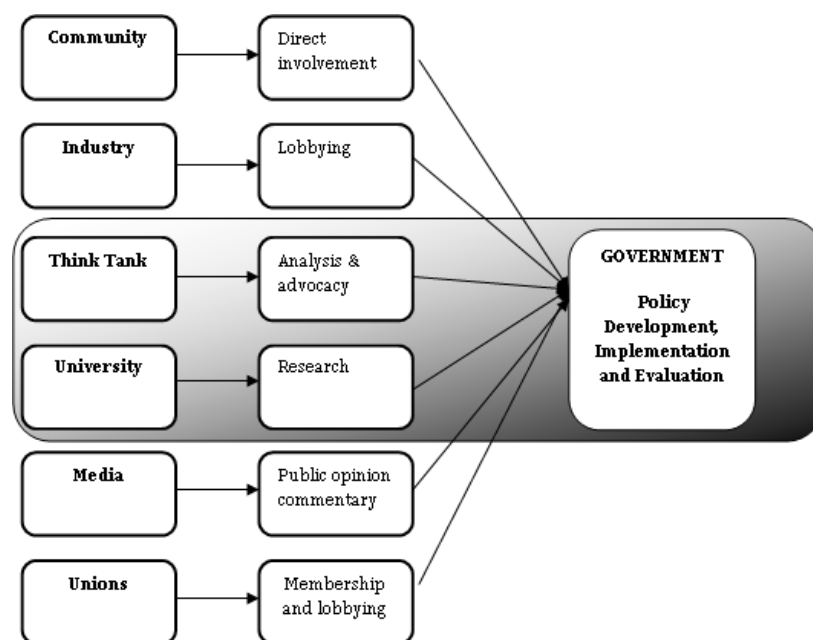 Community
Direct
involvement
Industry
Lobbying
Think Tank
Analysis &
advocacy
University
Research
Media
Public opinion
commentary
Unions
Membership
and lobbying
GOVERNMENT
Policy
Development,
Implementation
and Evaluation